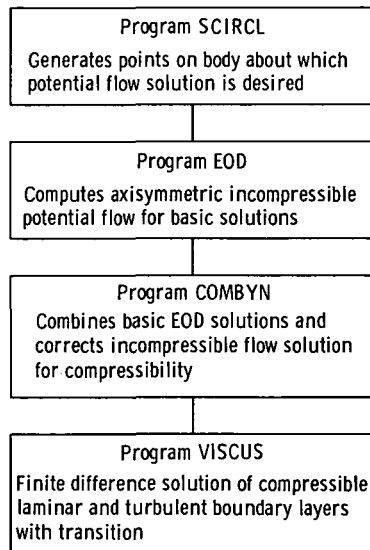 Program SCIRCL
Generates points on body about which
potential flow solution is desired
Program EOD
Computes axisymmetric incompressible
potential flow for basic solutions
Program COMBYN
Combines basic EOD solutions and
corrects incompressible flow solution
for compressibility
Program VISCUS
Finite difference solution of compressible
laminar and turbulent boundary layers
with transition